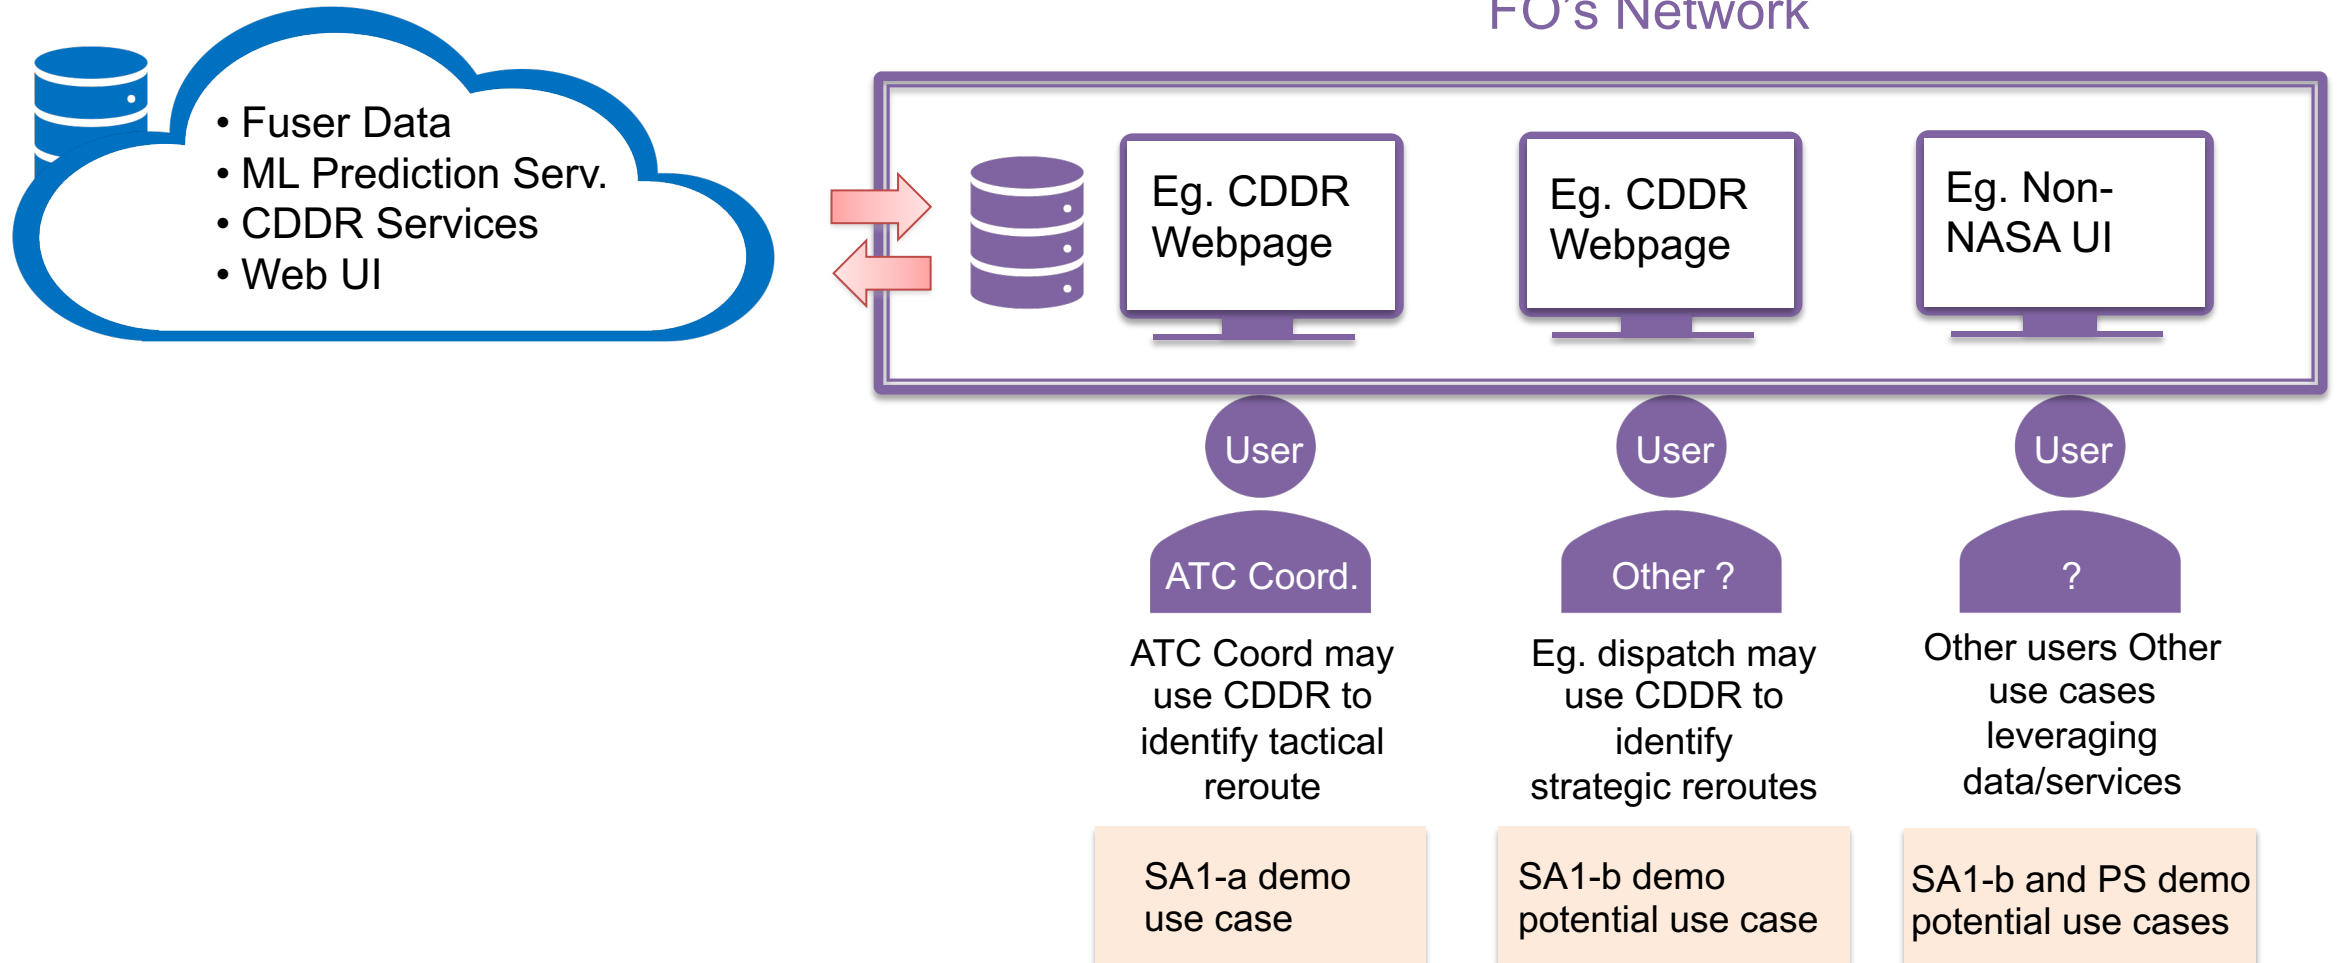 FO's Network
• Fuser Data
• ML Prediction Serv.
• CDDR Services
• Web UI
Eg. CDDR
Webpage
Eg. CDDR
Webpage
Eg. Non-
NASA UI
User
ATC Coord.
User
Other ?
User
?
ATC Coord may
use CDDR to
identify tactical
reroute
Eg. dispatch may
use CDDR to
identify
strategic reroutes
Other users Other
use cases
leveraging
data/services
SA1-a demo
use case
SA1-b demo
potential use case
SA1-b and PS demo
potential use cases